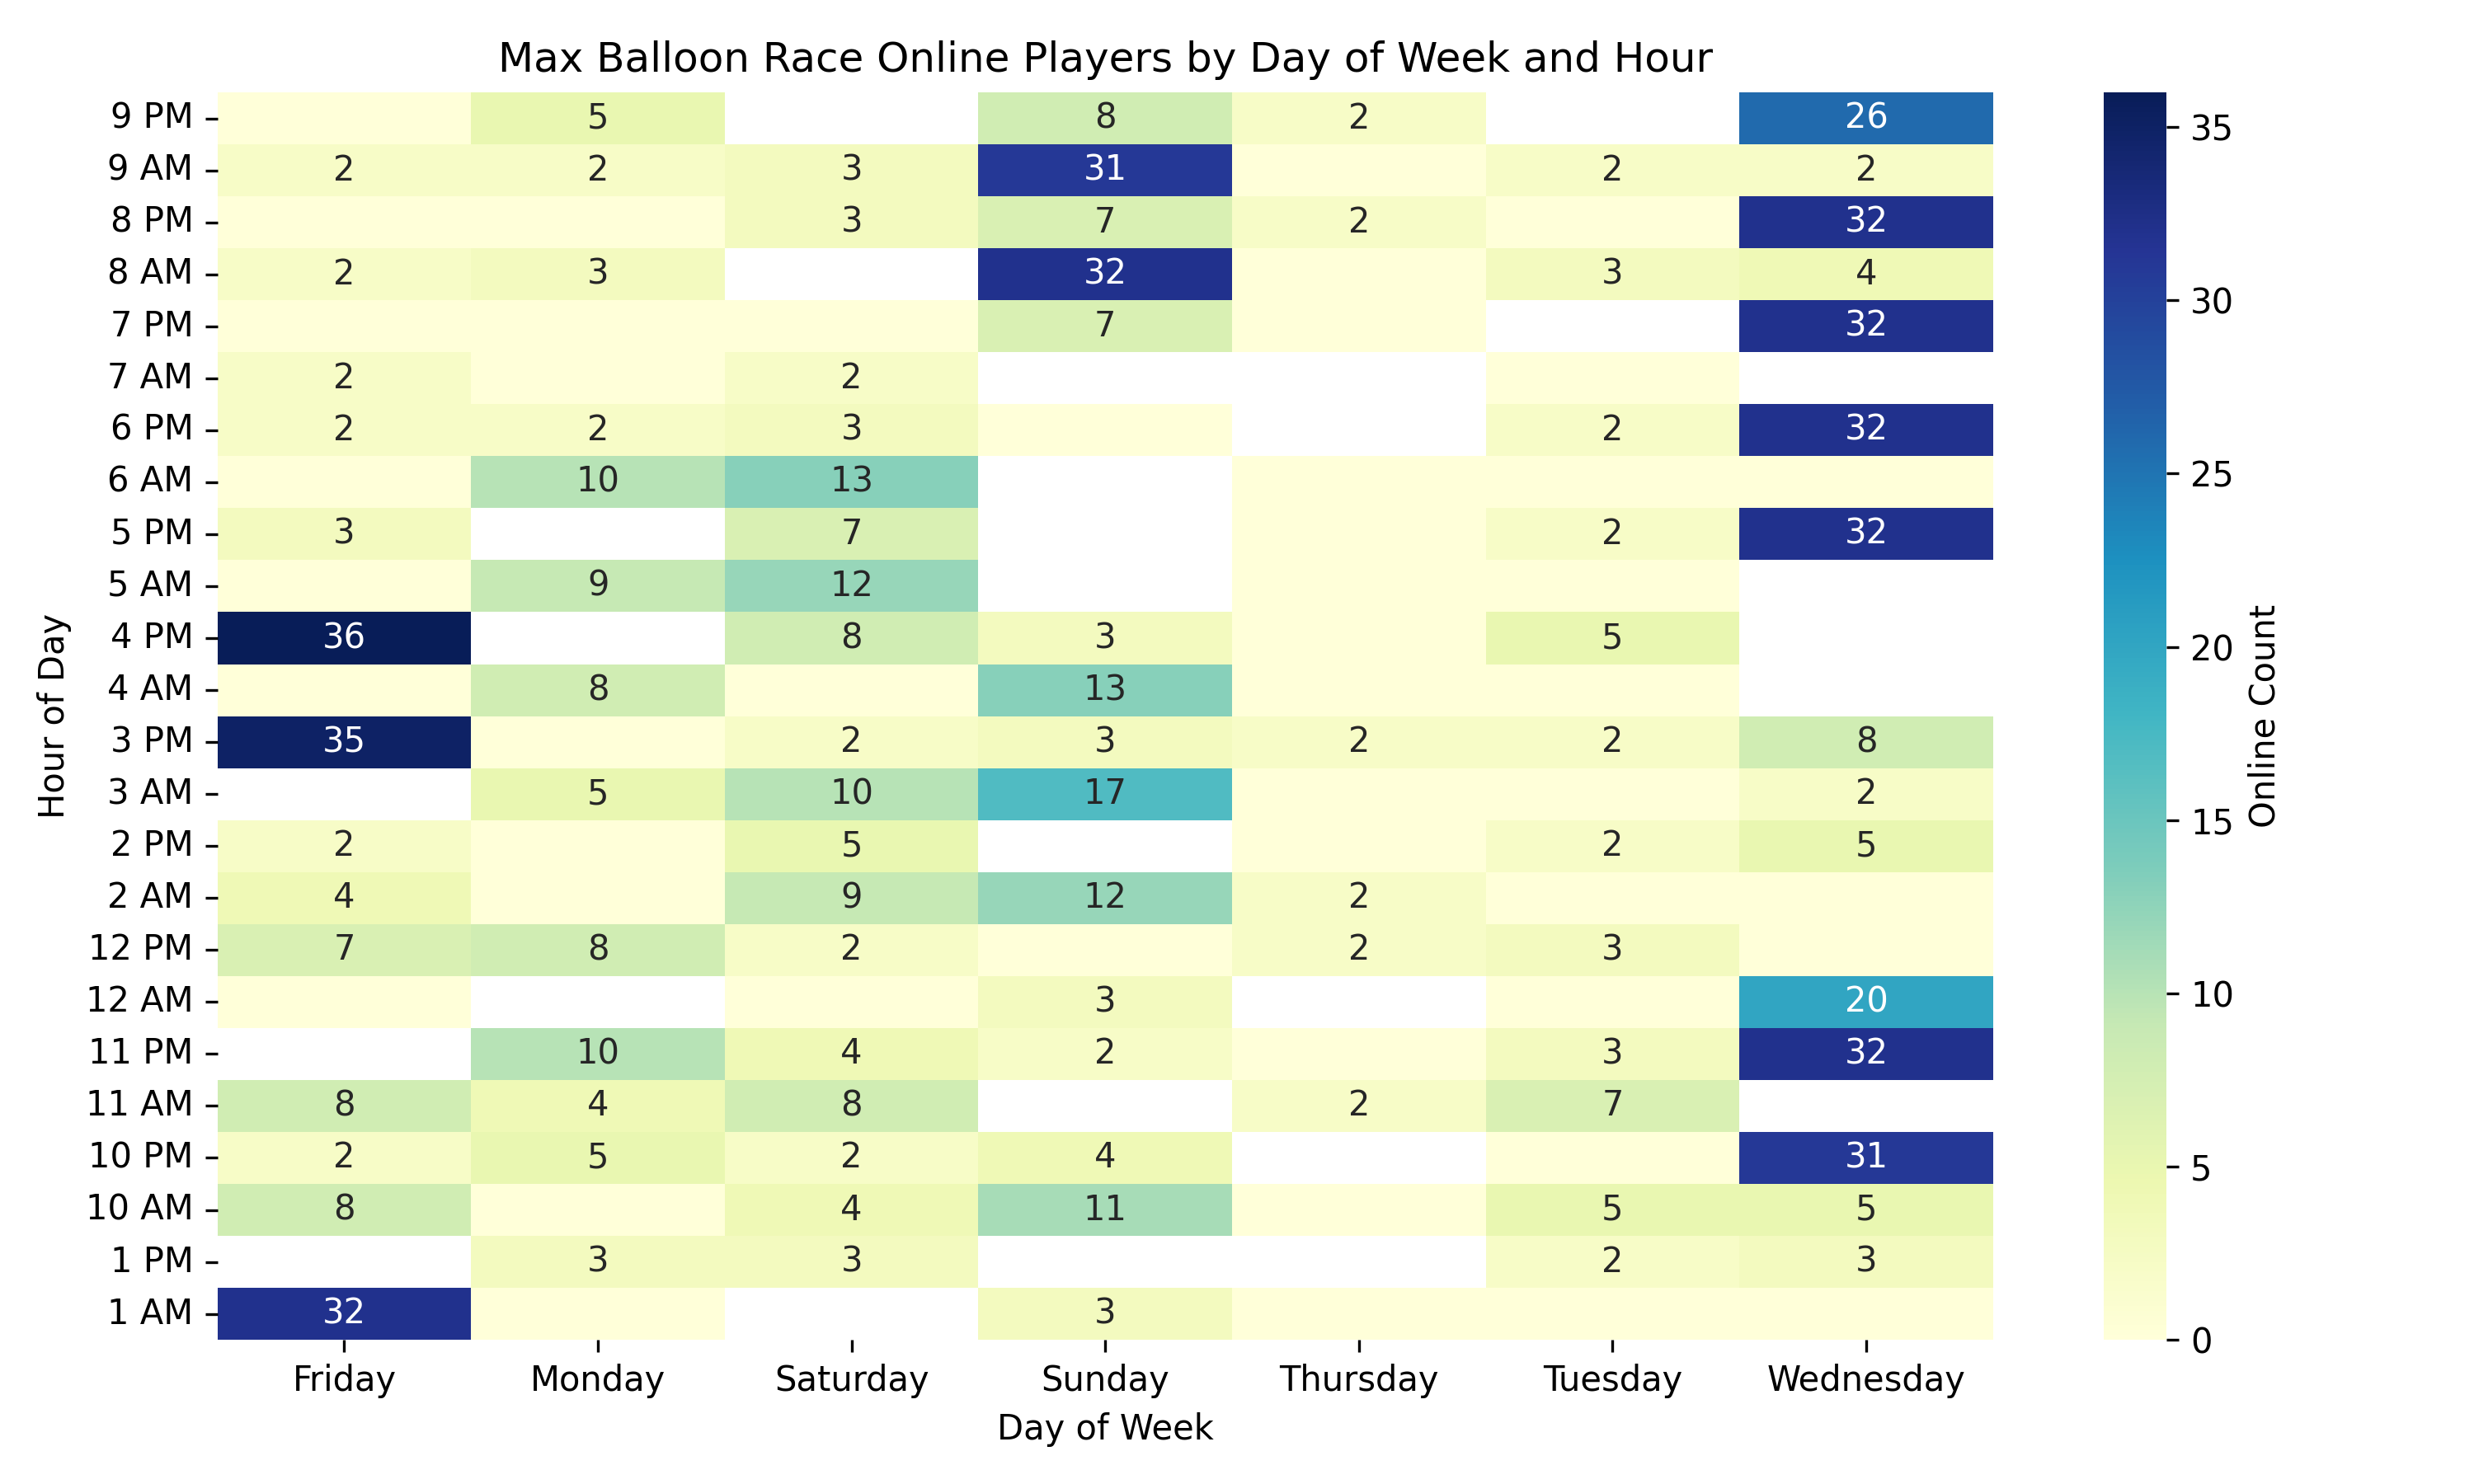 Max Balloon Race Online Players by Day of Week and Hour
9 PM 5 8 2 26
9 AM 2 2 3 31 2 2
8 PM 3 7 2 32
8 AM 2 3 32 3 4
7 PM 7 32
7 AM 2 2
6 PM 2 2 3 2 32
6 AM 10 13
5 PM 3 7 2 32
5 AM 9 12
4 PM 36 8 3 5
4 AM 8 13
3 PM 35 2 3 2 2 8
3 AM 5 10 17 2
2 PM 2 5 2 5
2 AM 4 9 12 2
12 PM 7 8 2 2 3
12 AM 3 20
11 PM 10 4 2 3 32
11 AM 8 4 8 2 7
10 PM 2 5 2 4 31
10 AM 8 4 11 5 5
1 PM 3 3 2 3
1 AM 32 3
Friday Monday Saturday Sunday Thursday Tuesday Wednesday
Day of Week
Hour of Day
35
30
25
20
15
10
5
0
Online Count